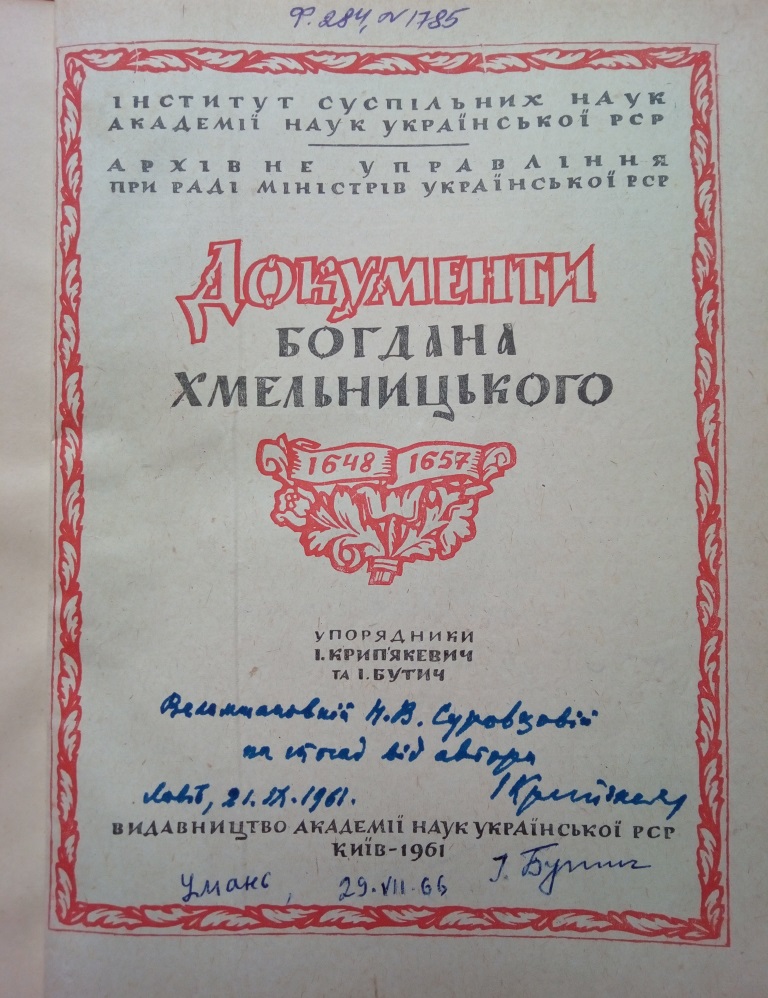 Ф. 284, № 1785
ІНСТИТУТ СУСПІЛЬНИХ НАУК
АКАДЕМІЇ НАУК УКРАЇНСЬКОЇ РСР
АРХІВНЕ УПРАВЛІННЯ
ПРИ РАДІ МІНІСТРІВ УКРАЇНСЬКОЇ РСР
ДОКУМЕНТИ
БОГДАНА
ХМЕЛЬНИЦЬКОГО
1648 1657
УПОРЯДНИКИ
І. КРИП'ЯКЕВИЧ
ТА І. БУТИЧ
Вельмишановній Н. В. Суровцовій
на спогад від автора
Львів, 21.IX.1961. І Крип'якевич
ВИДАВНИЦТВО АКАДЕМІЇ НАУК УКРАЇНСЬКОЇ РСР
КИЇВ-1961
Умань, 29.VII.66 І. Бутич